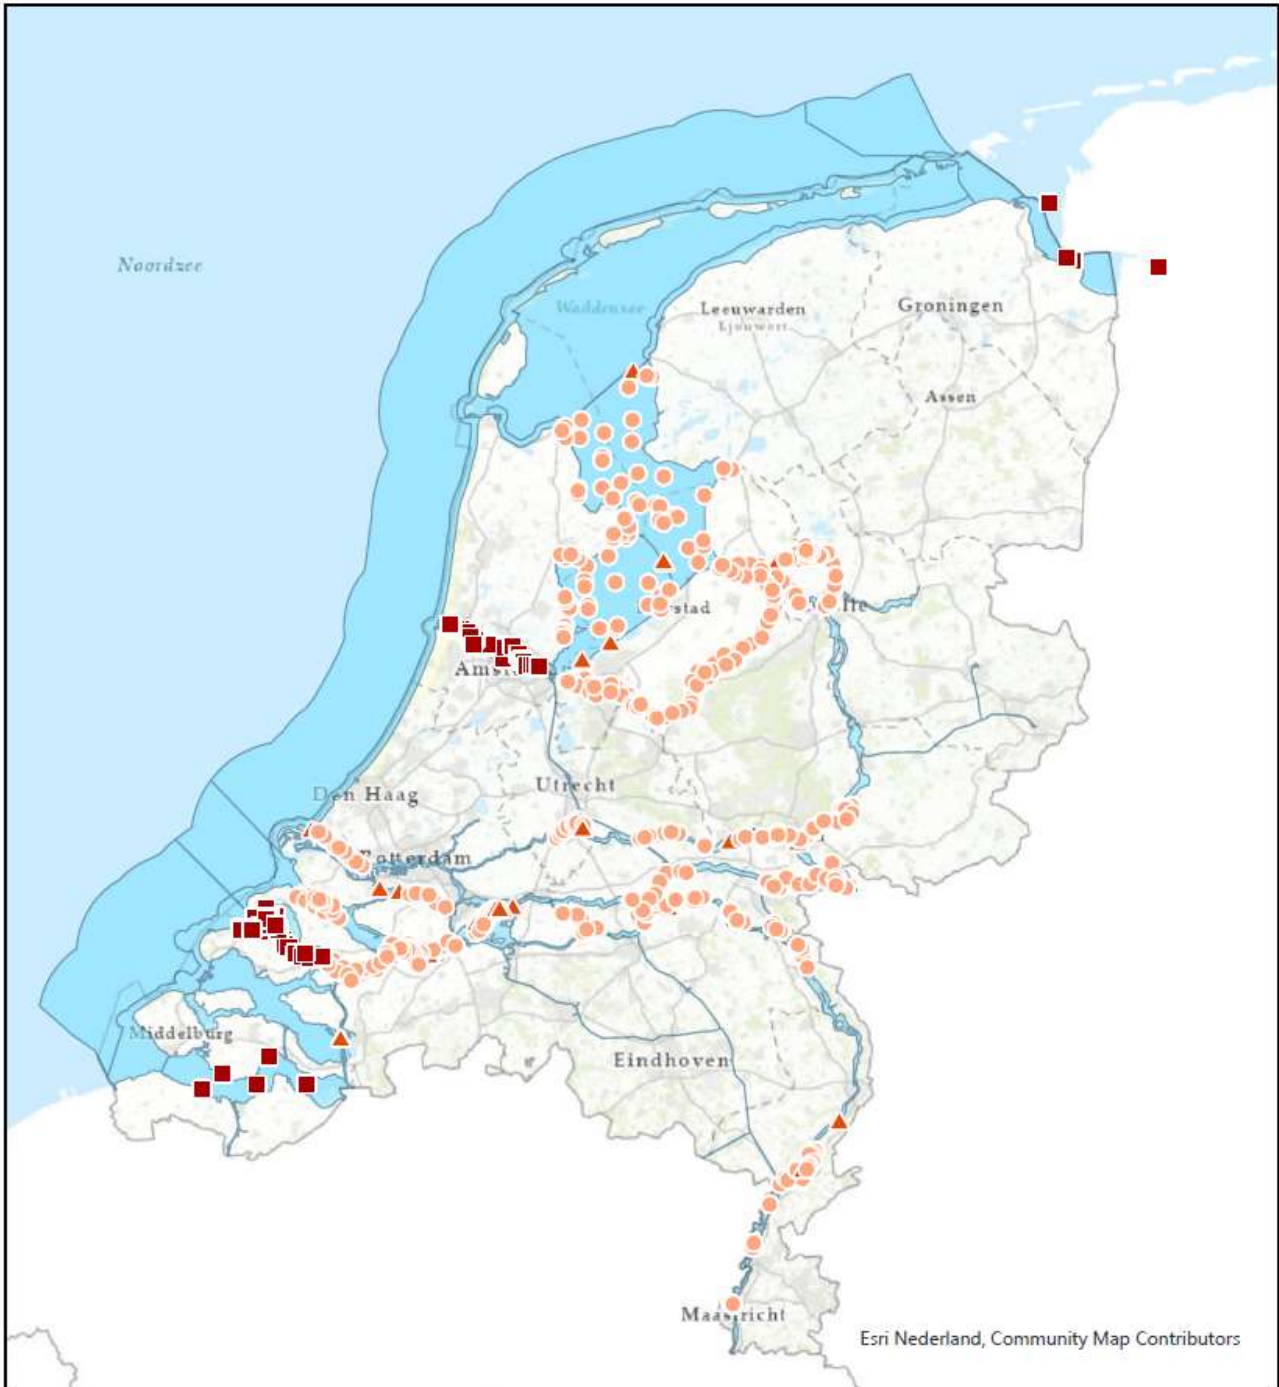 Noordzee
Waddenzee
Leeuwarden
Ljouwert
Groningen
Assen
Den Haag
Utrecht
Rotterdam
Middelburg
Eindhoven
Maastricht
Esri Nederland, Community Map Contributors